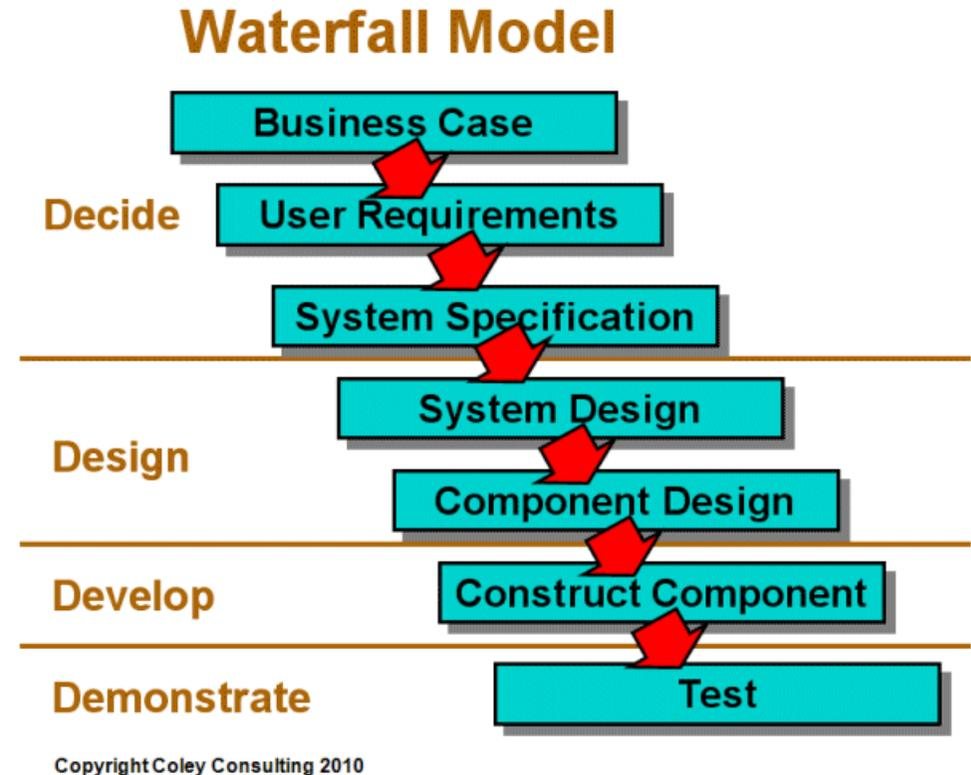 Waterfall Model
Business Case
Decide
User Requirements
System Specification
System Design
Design
Component Design
Develop
Construct Component
Demonstrate
Test
Copyright Coley Consulting 2010